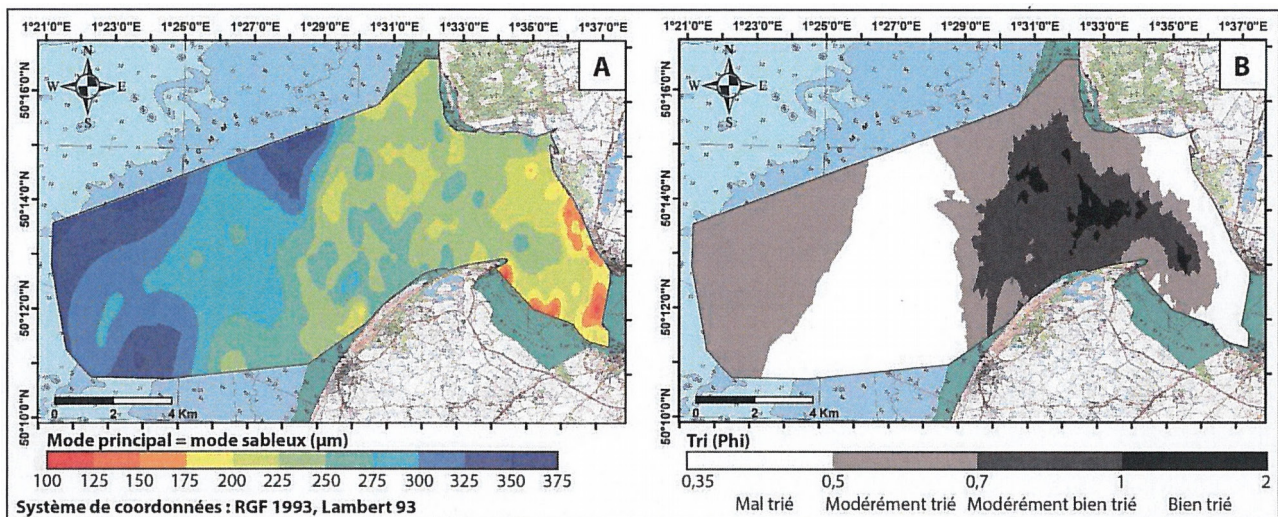 1°21'0"E 1°23'0"E 1°25'0"E 1°27'0"E 1°29'0"E 1°31'0"E 1°33'0"E 1°35'0"E 1°37'0"E
50°16'0"N
50°14'0"N
50°12'0"N
50°10'0"N
N
W E
S
A
0 2 4 Km
Mode principal = mode sableux (µm)
100 125 150 175 200 225 250 275 300 325 350 375
Système de coordonnées : RGF 1993, Lambert 93
1°21'0"E 1°23'0"E 1°25'0"E 1°27'0"E 1°29'0"E 1°31'0"E 1°33'0"E 1°35'0"E 1°37'0"E
50°16'0"N
50°14'0"N
50°12'0"N
50°10'0"N
N
W E
S
B
0 2 4 Km
Tri (Phi)
0,35 0,5 0,7 1 2
Mal trié Modérément trié Modérément bien trié Bien trié